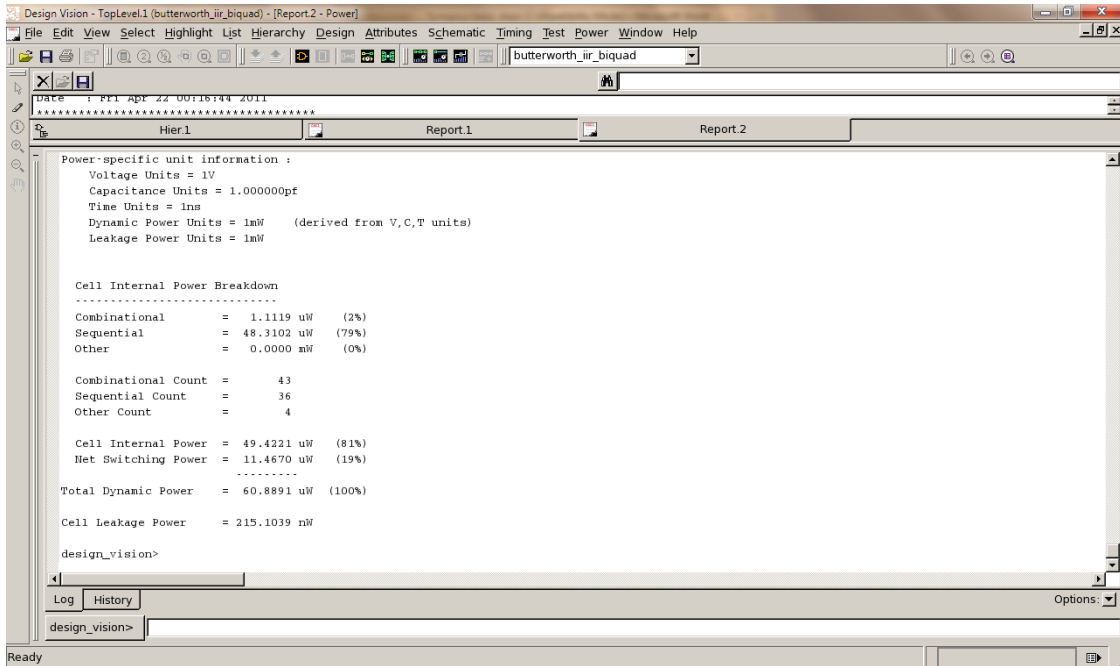 Design Vision - TopLevel.1 (butterworth_iir_biquad) - [Report.2 - Power]
File Edit View Select Highlight List Hierarchy Design Attributes Schematic Timing Test Power Window Help
butterworth_iir_biquad
Date : Fri Apr 22 00:16:44 2011
****************************************
Hier.1 Report.1 Report.2
Power-specific unit information :
Voltage Units = 1V
Capacitance Units = 1.000000pf
Time Units = 1ns
Dynamic Power Units = 1mW (derived from V,C,T units)
Leakage Power Units = 1mW
Cell Internal Power Breakdown
-----------------------------
Combinational = 1.1119 uW (2%)
Sequential = 48.3102 uW (79%)
Other = 0.0000 mW (0%)
Combinational Count = 43
Sequential Count = 36
Other Count = 4
Cell Internal Power = 49.4221 uW (81%)
Net Switching Power = 11.4670 uW (19%)
---------
Total Dynamic Power = 60.8891 uW (100%)
Cell Leakage Power = 215.1039 nW
design_vision>
Log History Options:
design_vision>
Ready